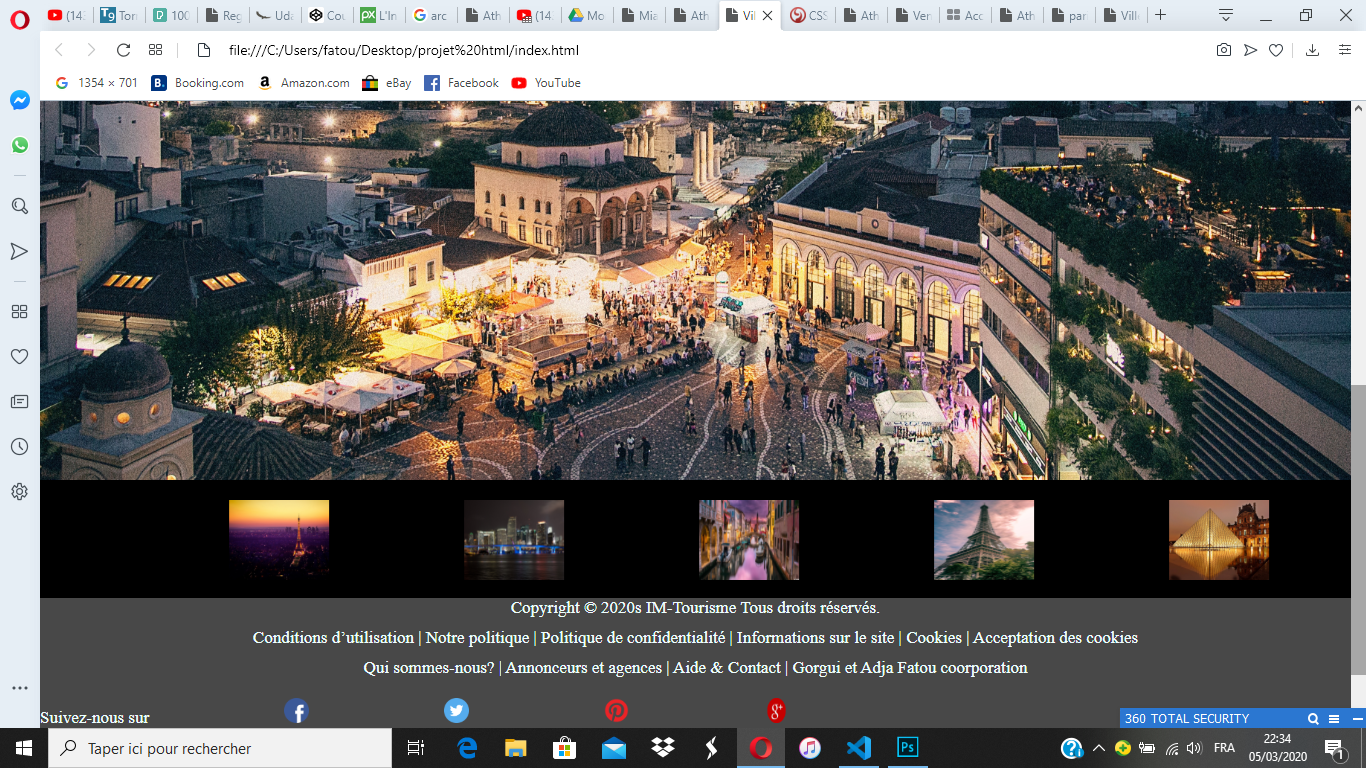 (143
Torr
100
Reg
Uda
Cou
L'In
arc
Ath
(143
Mo
Mia
Ath
Vil
CSS
Ath
Ver
Acc
Ath
par
Ville
file:///C:/Users/fatou/Desktop/projet%20html/index.html
1354 × 701
Booking.com
Amazon.com
eBay
Facebook
YouTube
Copyright © 2020s IM-Tourisme Tous droits réservés.
Conditions d’utilisation | Notre politique | Politique de confidentialité | Informations sur le site | Cookies | Acceptation des cookies
Qui sommes-nous? | Annonceurs et agences | Aide & Contact | Gorgui et Adja Fatou coorporation
Suivez-nous sur
360 TOTAL SECURITY
Taper ici pour rechercher
FRA
22:34
05/03/2020
1